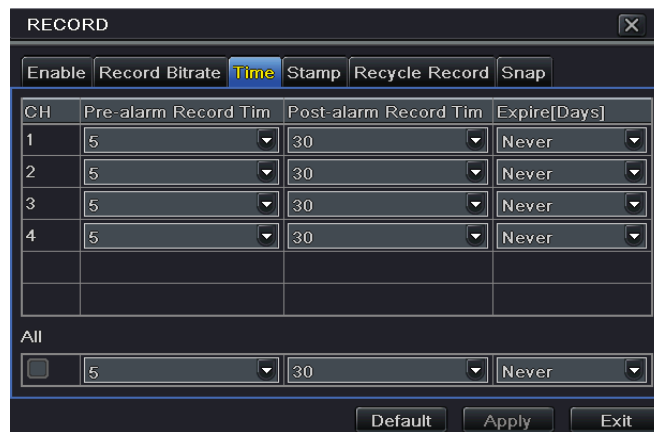 RECORD
Enable Record Bitrate Time Stamp Recycle Record Snap
CH Pre-alarm Record Tim Post-alarm Record Tim Expire[Days]
1 5 30 Never
2 5 30 Never
3 5 30 Never
4 5 30 Never
All
5 30 Never
Default Apply Exit